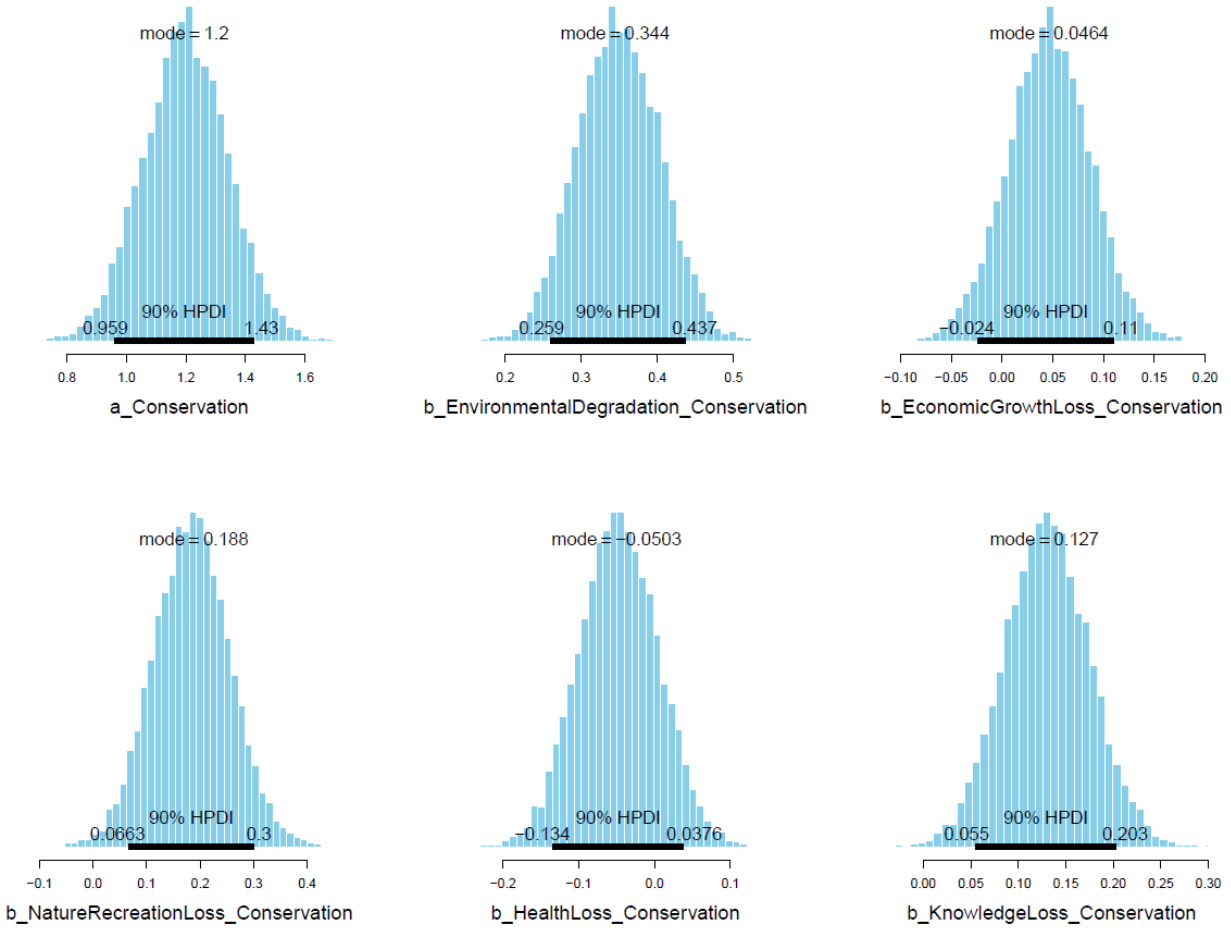 mode = 1.2
90% HPDI
0.959 1.43
0.8 1.0 1.2 1.4 1.6
a_Conservation
mode = 0.344
90% HPDI
0.259 0.437
0.2 0.3 0.4 0.5
b_EnvironmentalDegradation_Conservation
mode = 0.0464
90% HPDI
−0.024 0.11
−0.10 −0.05 0.00 0.05 0.10 0.15 0.20
b_EconomicGrowthLoss_Conservation
mode = 0.188
90% HPDI
0.0663 0.3
−0.1 0.0 0.1 0.2 0.3 0.4
b_NatureRecreationLoss_Conservation
mode = −0.0503
90% HPDI
−0.134 0.0376
−0.2 −0.1 0.0 0.1
b_HealthLoss_Conservation
mode = 0.127
90% HPDI
0.055 0.203
0.00 0.05 0.10 0.15 0.20 0.25 0.30
b_KnowledgeLoss_Conservation